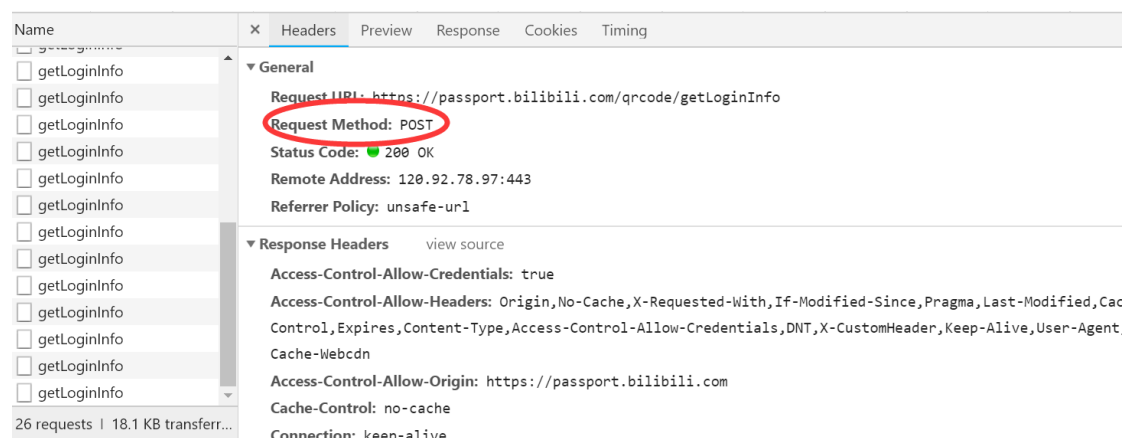 Name
× Headers Preview Response Cookies Timing
getLoginInfo
getLoginInfo
getLoginInfo
getLoginInfo
getLoginInfo
getLoginInfo
getLoginInfo
getLoginInfo
getLoginInfo
getLoginInfo
getLoginInfo
getLoginInfo
getLoginInfo
26 requests | 18.1 KB transferr...
▼ General
Request URL: https://passport.bilibili.com/qrcode/getLoginInfo
Request Method: POST
Status Code: 200 OK
Remote Address: 120.92.78.97:443
Referrer Policy: unsafe-url
▼ Response Headers view source
Access-Control-Allow-Credentials: true
Access-Control-Allow-Headers: Origin,No-Cache,X-Requested-With,If-Modified-Since,Pragma,Last-Modified,Cac
Control,Expires,Content-Type,Access-Control-Allow-Credentials,DNT,X-CustomHeader,Keep-Alive,User-Agent,
Cache-Webcdn
Access-Control-Allow-Origin: https://passport.bilibili.com
Cache-Control: no-cache
Connection: keep-alive